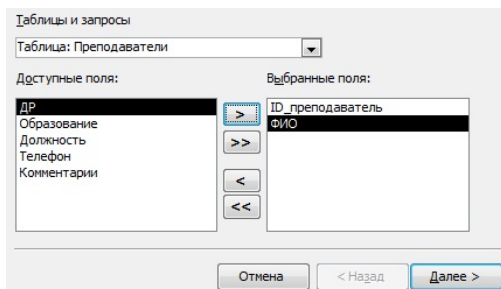 Таблицы и запросы
Таблица: Преподаватели
Доступные поля:
Выбранные поля:
ДР
Образование
Должность
Телефон
Комментарии
>
>>
<
<<
ID_преподаватель
ФИО
Отмена
< Назад
Далее >